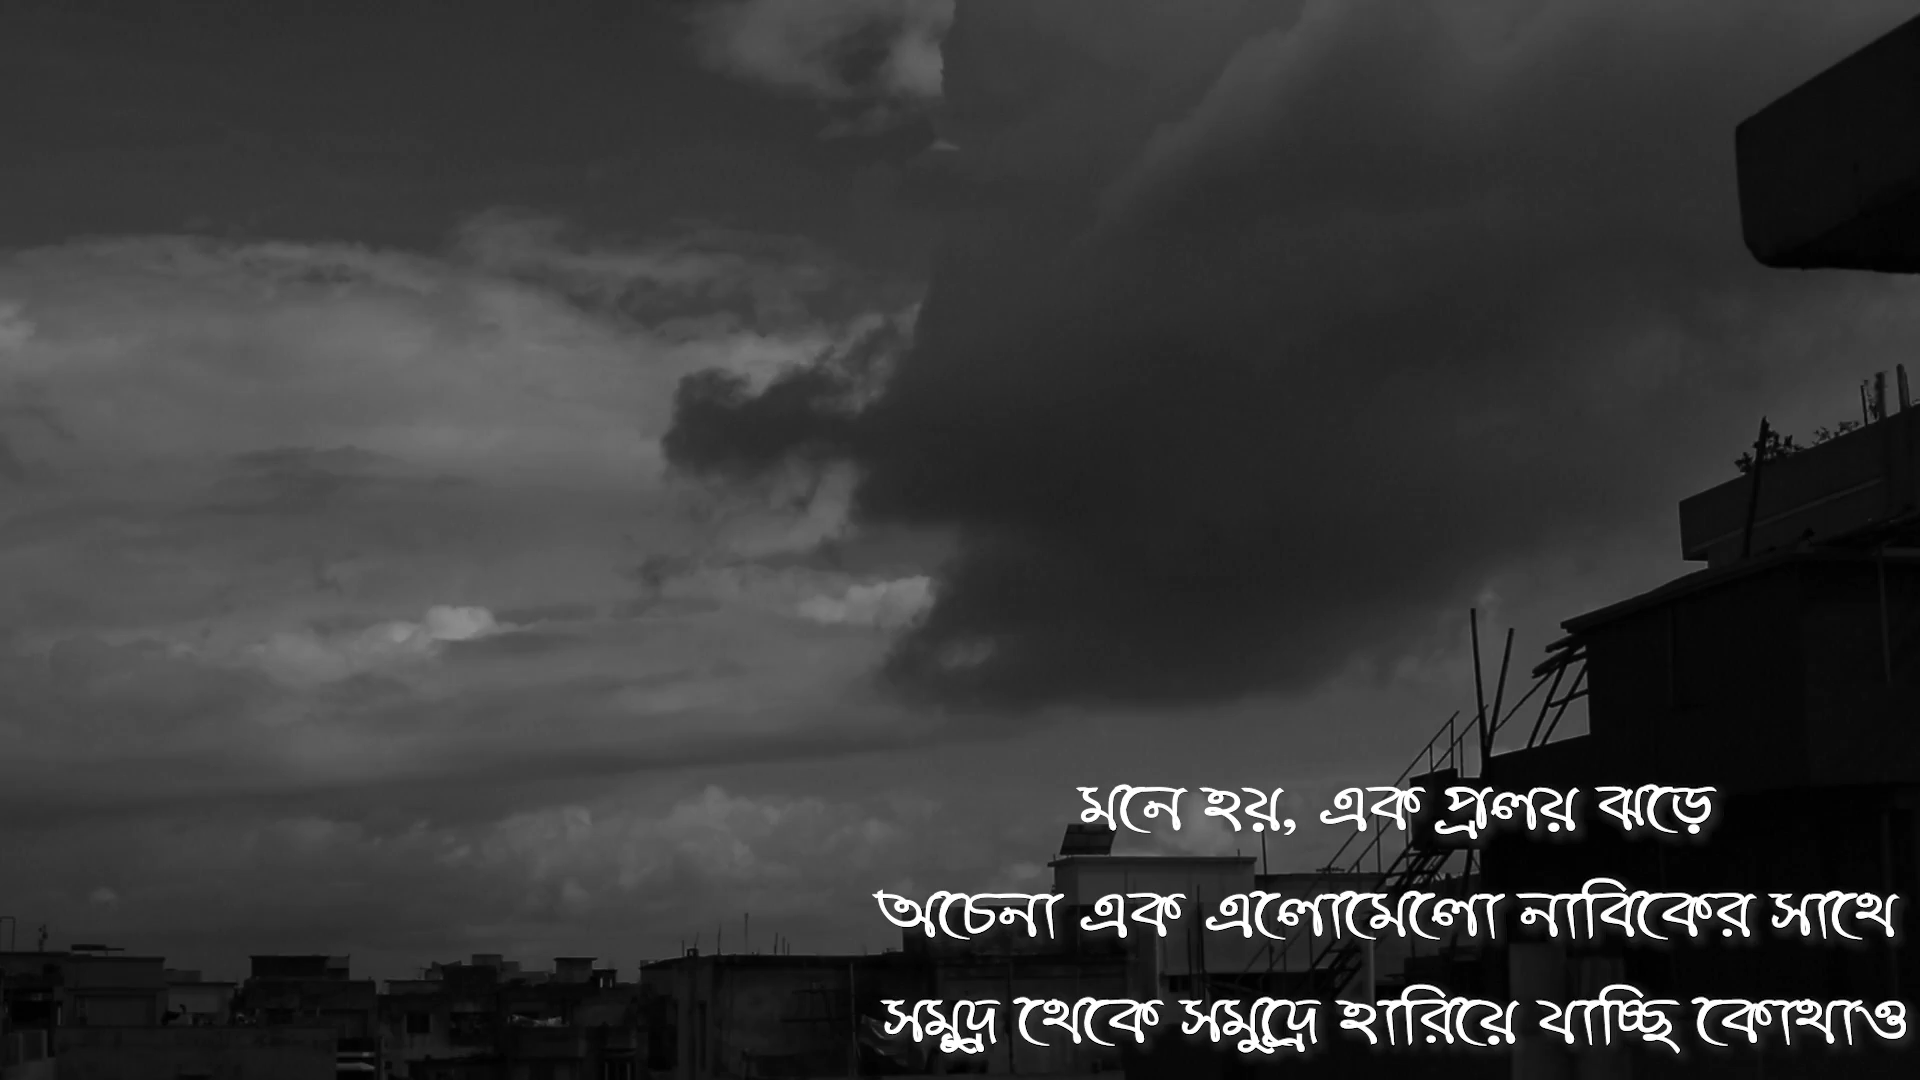 মনে হয়, এক প্রলয় ঝড়ে
অচেনা এক এলোমেলো নাবিকের সাথে
সমুদ্র থেকে সমুদ্রে হারিয়ে যাচ্ছি কোথাও